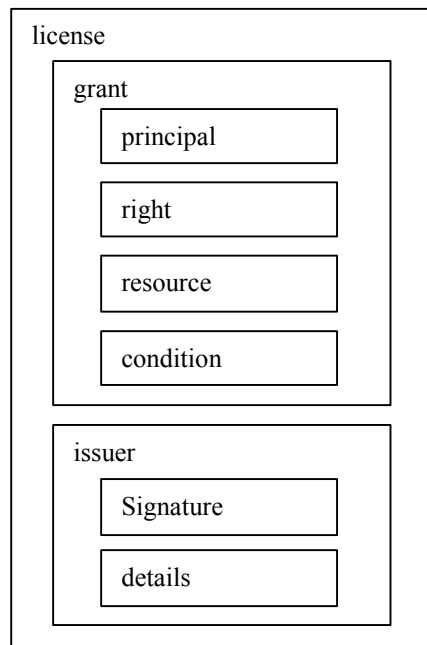 license
grant
principal
right
resource
condition
issuer
Signature
details